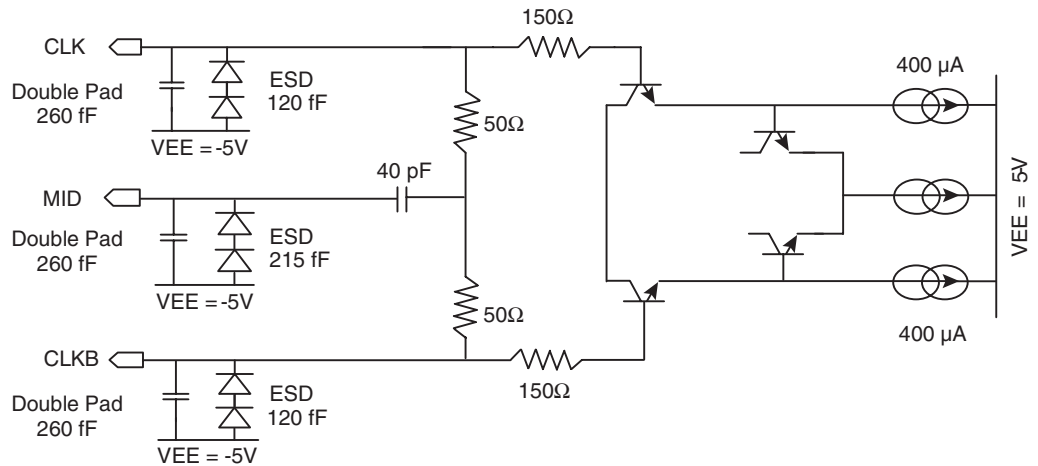 150Ω
CLK
400 µA
Double Pad
260 fF
ESD
120 fF
50Ω
VEE = -5V
40 pF
MID
Double Pad
260 fF
ESD
215 fF
VEE = 5V
VEE = -5V
50Ω
400 µA
CLKB
150Ω
Double Pad
260 fF
ESD
120 fF
VEE = -5V